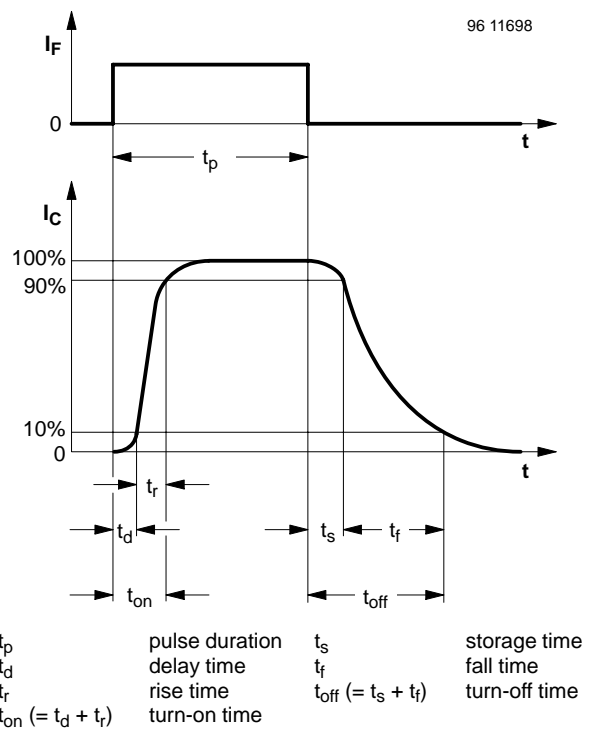 96 11698
I_F
0
t
t_p
I_C
100%
90%
10%
0
t
t_r
t_d
t_s
t_f
t_on
t_off
t_p pulse duration t_s storage time
t_d delay time t_f fall time
t_r rise time t_off (= t_s + t_f) turn-off time
t_on (= t_d + t_r) turn-on time